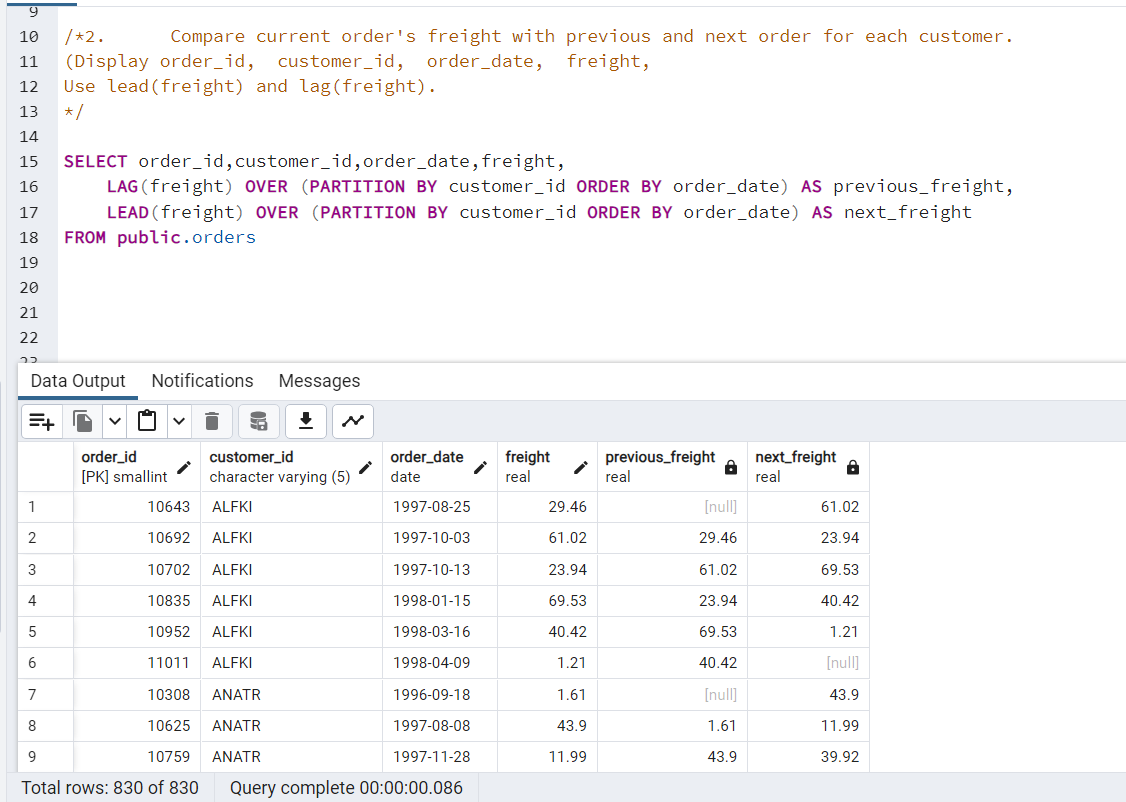 9
10 /*2.      Compare current order's freight with previous and next order for each customer.
11 (Display order_id,  customer_id,  order_date,  freight,
12 Use lead(freight) and lag(freight).
13 */
14
15 SELECT order_id,customer_id,order_date,freight,
16     LAG(freight) OVER (PARTITION BY customer_id ORDER BY order_date) AS previous_freight,
17     LEAD(freight) OVER (PARTITION BY customer_id ORDER BY order_date) AS next_freight
18 FROM public.orders
19
20
21
22
23
Data Output Notifications Messages
order_id customer_id order_date freight previous_freight next_freight
[PK] smallint character varying (5) date real real real
1 10643 ALFKI 1997-08-25 29.46 [null] 61.02
2 10692 ALFKI 1997-10-03 61.02 29.46 23.94
3 10702 ALFKI 1997-10-13 23.94 61.02 69.53
4 10835 ALFKI 1998-01-15 69.53 23.94 40.42
5 10952 ALFKI 1998-03-16 40.42 69.53 1.21
6 11011 ALFKI 1998-04-09 1.21 40.42 [null]
7 10308 ANATR 1996-09-18 1.61 [null] 43.9
8 10625 ANATR 1997-08-08 43.9 1.61 11.99
9 10759 ANATR 1997-11-28 11.99 43.9 39.92
Total rows: 830 of 830 Query complete 00:00:00.086